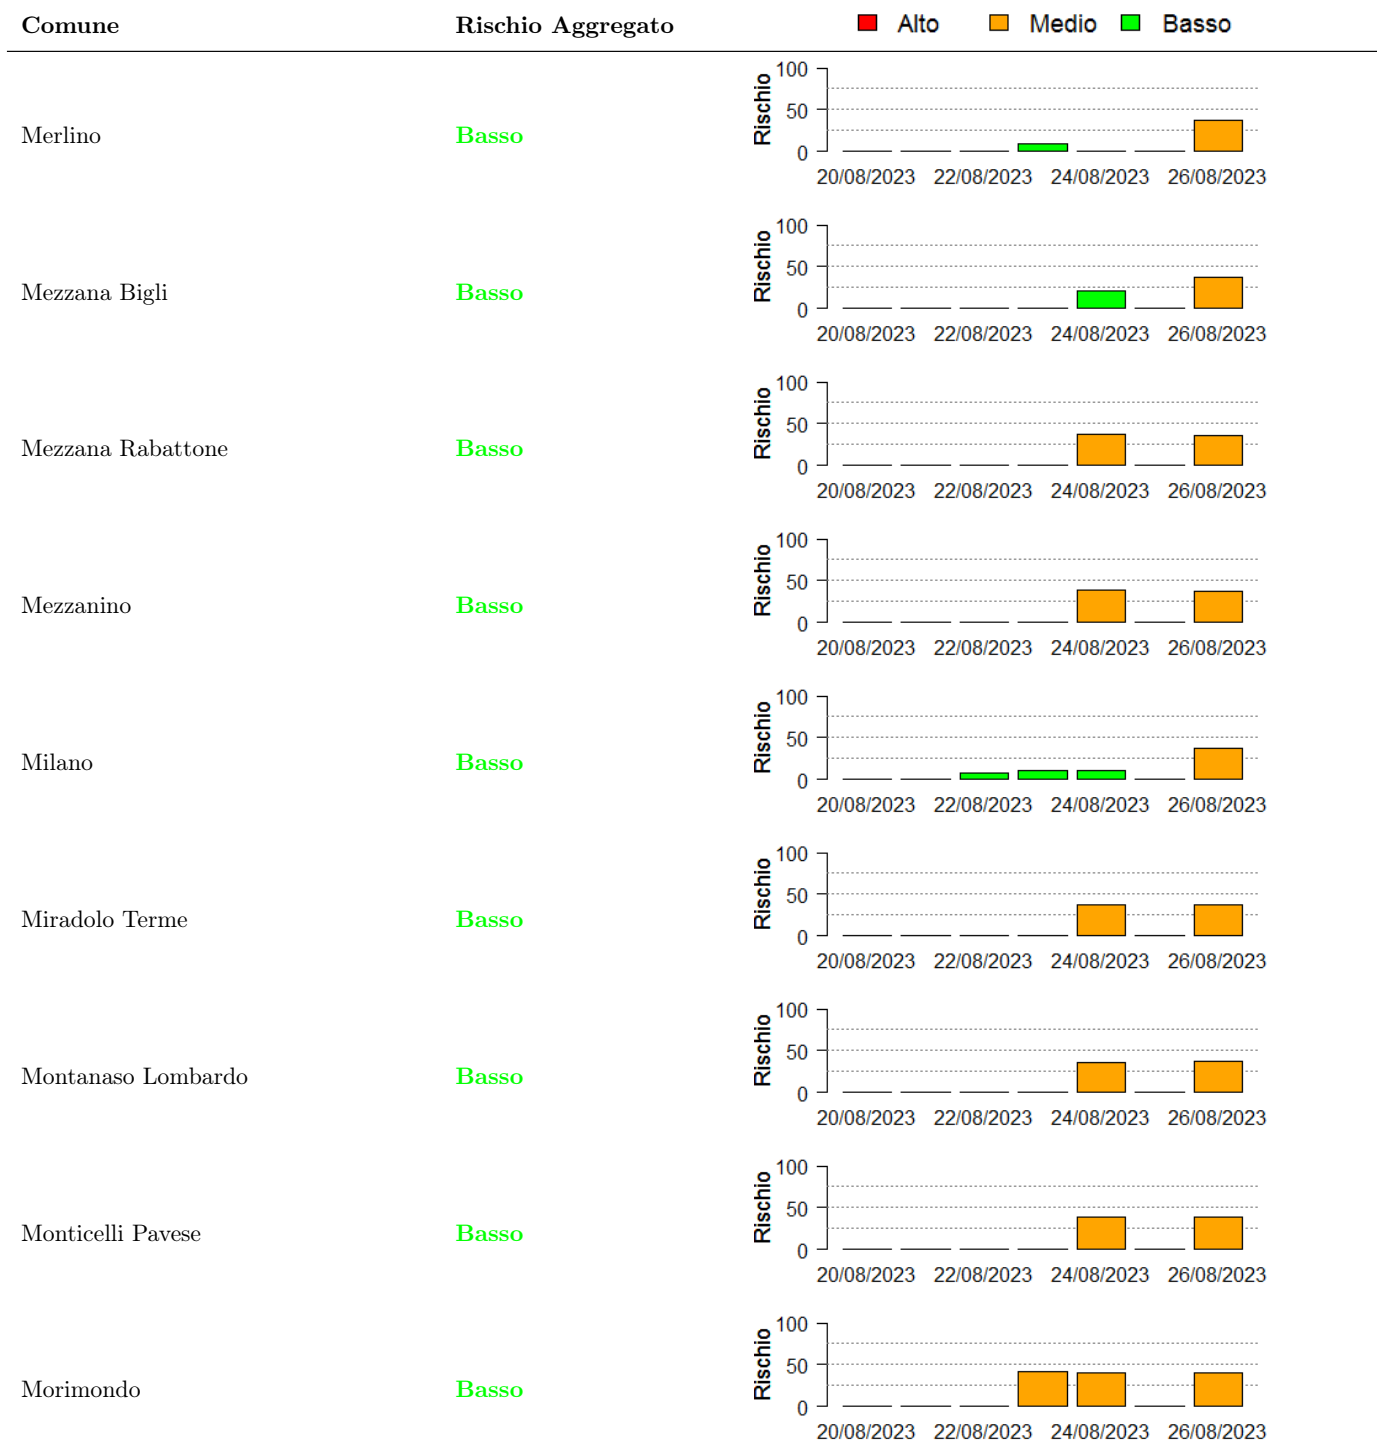 Comune Rischio Aggregato Alto Medio Basso
100
50
0
Rischio
Merlino Basso
20/08/2023 22/08/2023 24/08/2023 26/08/2023
100
50
0
Rischio
Mezzana Bigli Basso
20/08/2023 22/08/2023 24/08/2023 26/08/2023
100
50
0
Rischio
Mezzana Rabattone Basso
20/08/2023 22/08/2023 24/08/2023 26/08/2023
100
50
0
Rischio
Mezzanino Basso
20/08/2023 22/08/2023 24/08/2023 26/08/2023
100
50
0
Rischio
Milano Basso
20/08/2023 22/08/2023 24/08/2023 26/08/2023
100
50
0
Rischio
Miradolo Terme Basso
20/08/2023 22/08/2023 24/08/2023 26/08/2023
100
50
0
Rischio
Montanaso Lombardo Basso
20/08/2023 22/08/2023 24/08/2023 26/08/2023
100
50
0
Rischio
Monticelli Pavese Basso
20/08/2023 22/08/2023 24/08/2023 26/08/2023
100
50
0
Rischio
Morimondo Basso
20/08/2023 22/08/2023 24/08/2023 26/08/2023